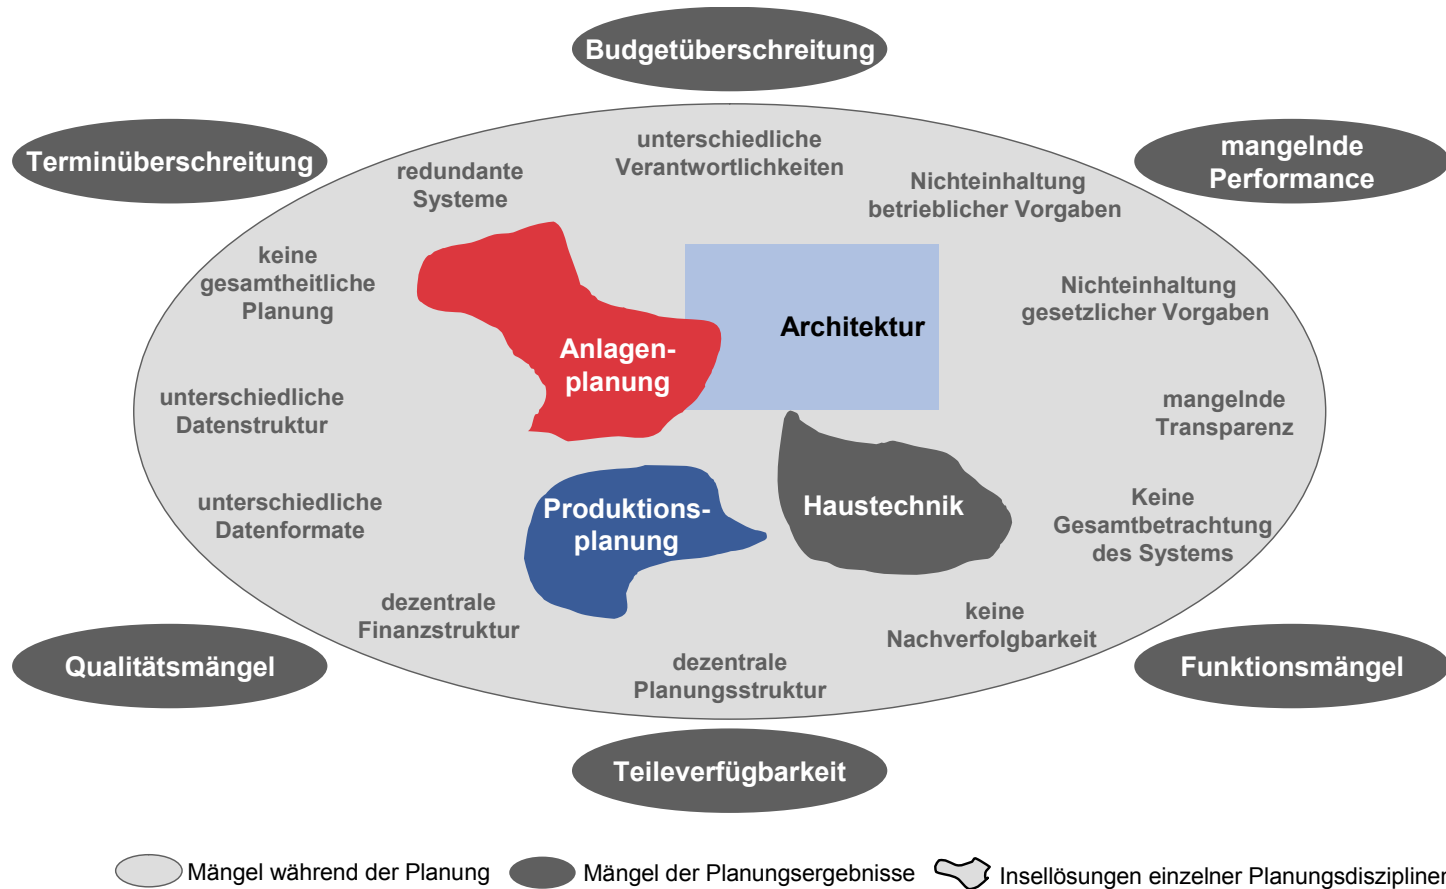 Budgetüberschreitung
Terminüberschreitung
mangelnde
Performance
unterschiedliche
Verantwortlichkeiten
redundante
Systeme
Nichteinhaltung
betrieblicher Vorgaben
keine
gesamtheitliche
Planung
Nichteinhaltung
gesetzlicher Vorgaben
Architektur
Anlagen-
planung
unterschiedliche
Datenstruktur
mangelnde
Transparenz
unterschiedliche
Datenformate
Produktions-
planung
Haustechnik
Keine
Gesamtbetrachtung
des Systems
dezentrale
Finanzstruktur
keine
Nachverfolgbarkeit
dezentrale
Planungsstruktur
Qualitätsmängel
Funktionsmängel
Teileverfügbarkeit
Mängel während der Planung
Mängel der Planungsergebnisse
Insellösungen einzelner Planungsdisziplinen